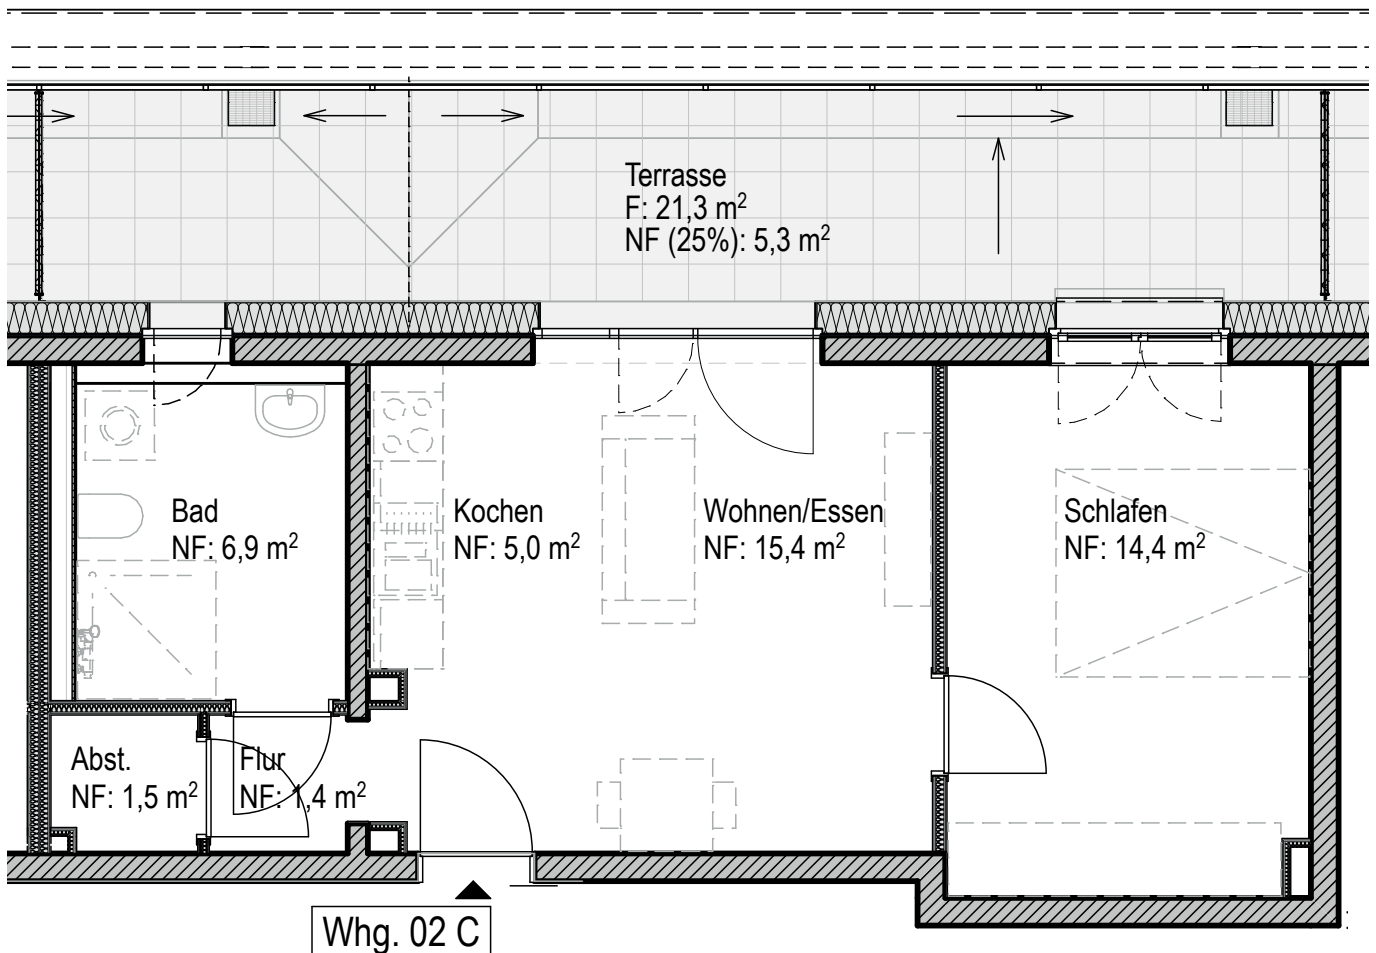 Terrasse
F: 21,3 m²
NF (25%): 5,3 m²
Bad
NF: 6,9 m²
Kochen
NF: 5,0 m²
Wohnen/Essen
NF: 15,4 m²
Schlafen
NF: 14,4 m²
Abst.
NF: 1,5 m²
Flur
NF: 1,4 m²
Whg. 02 C